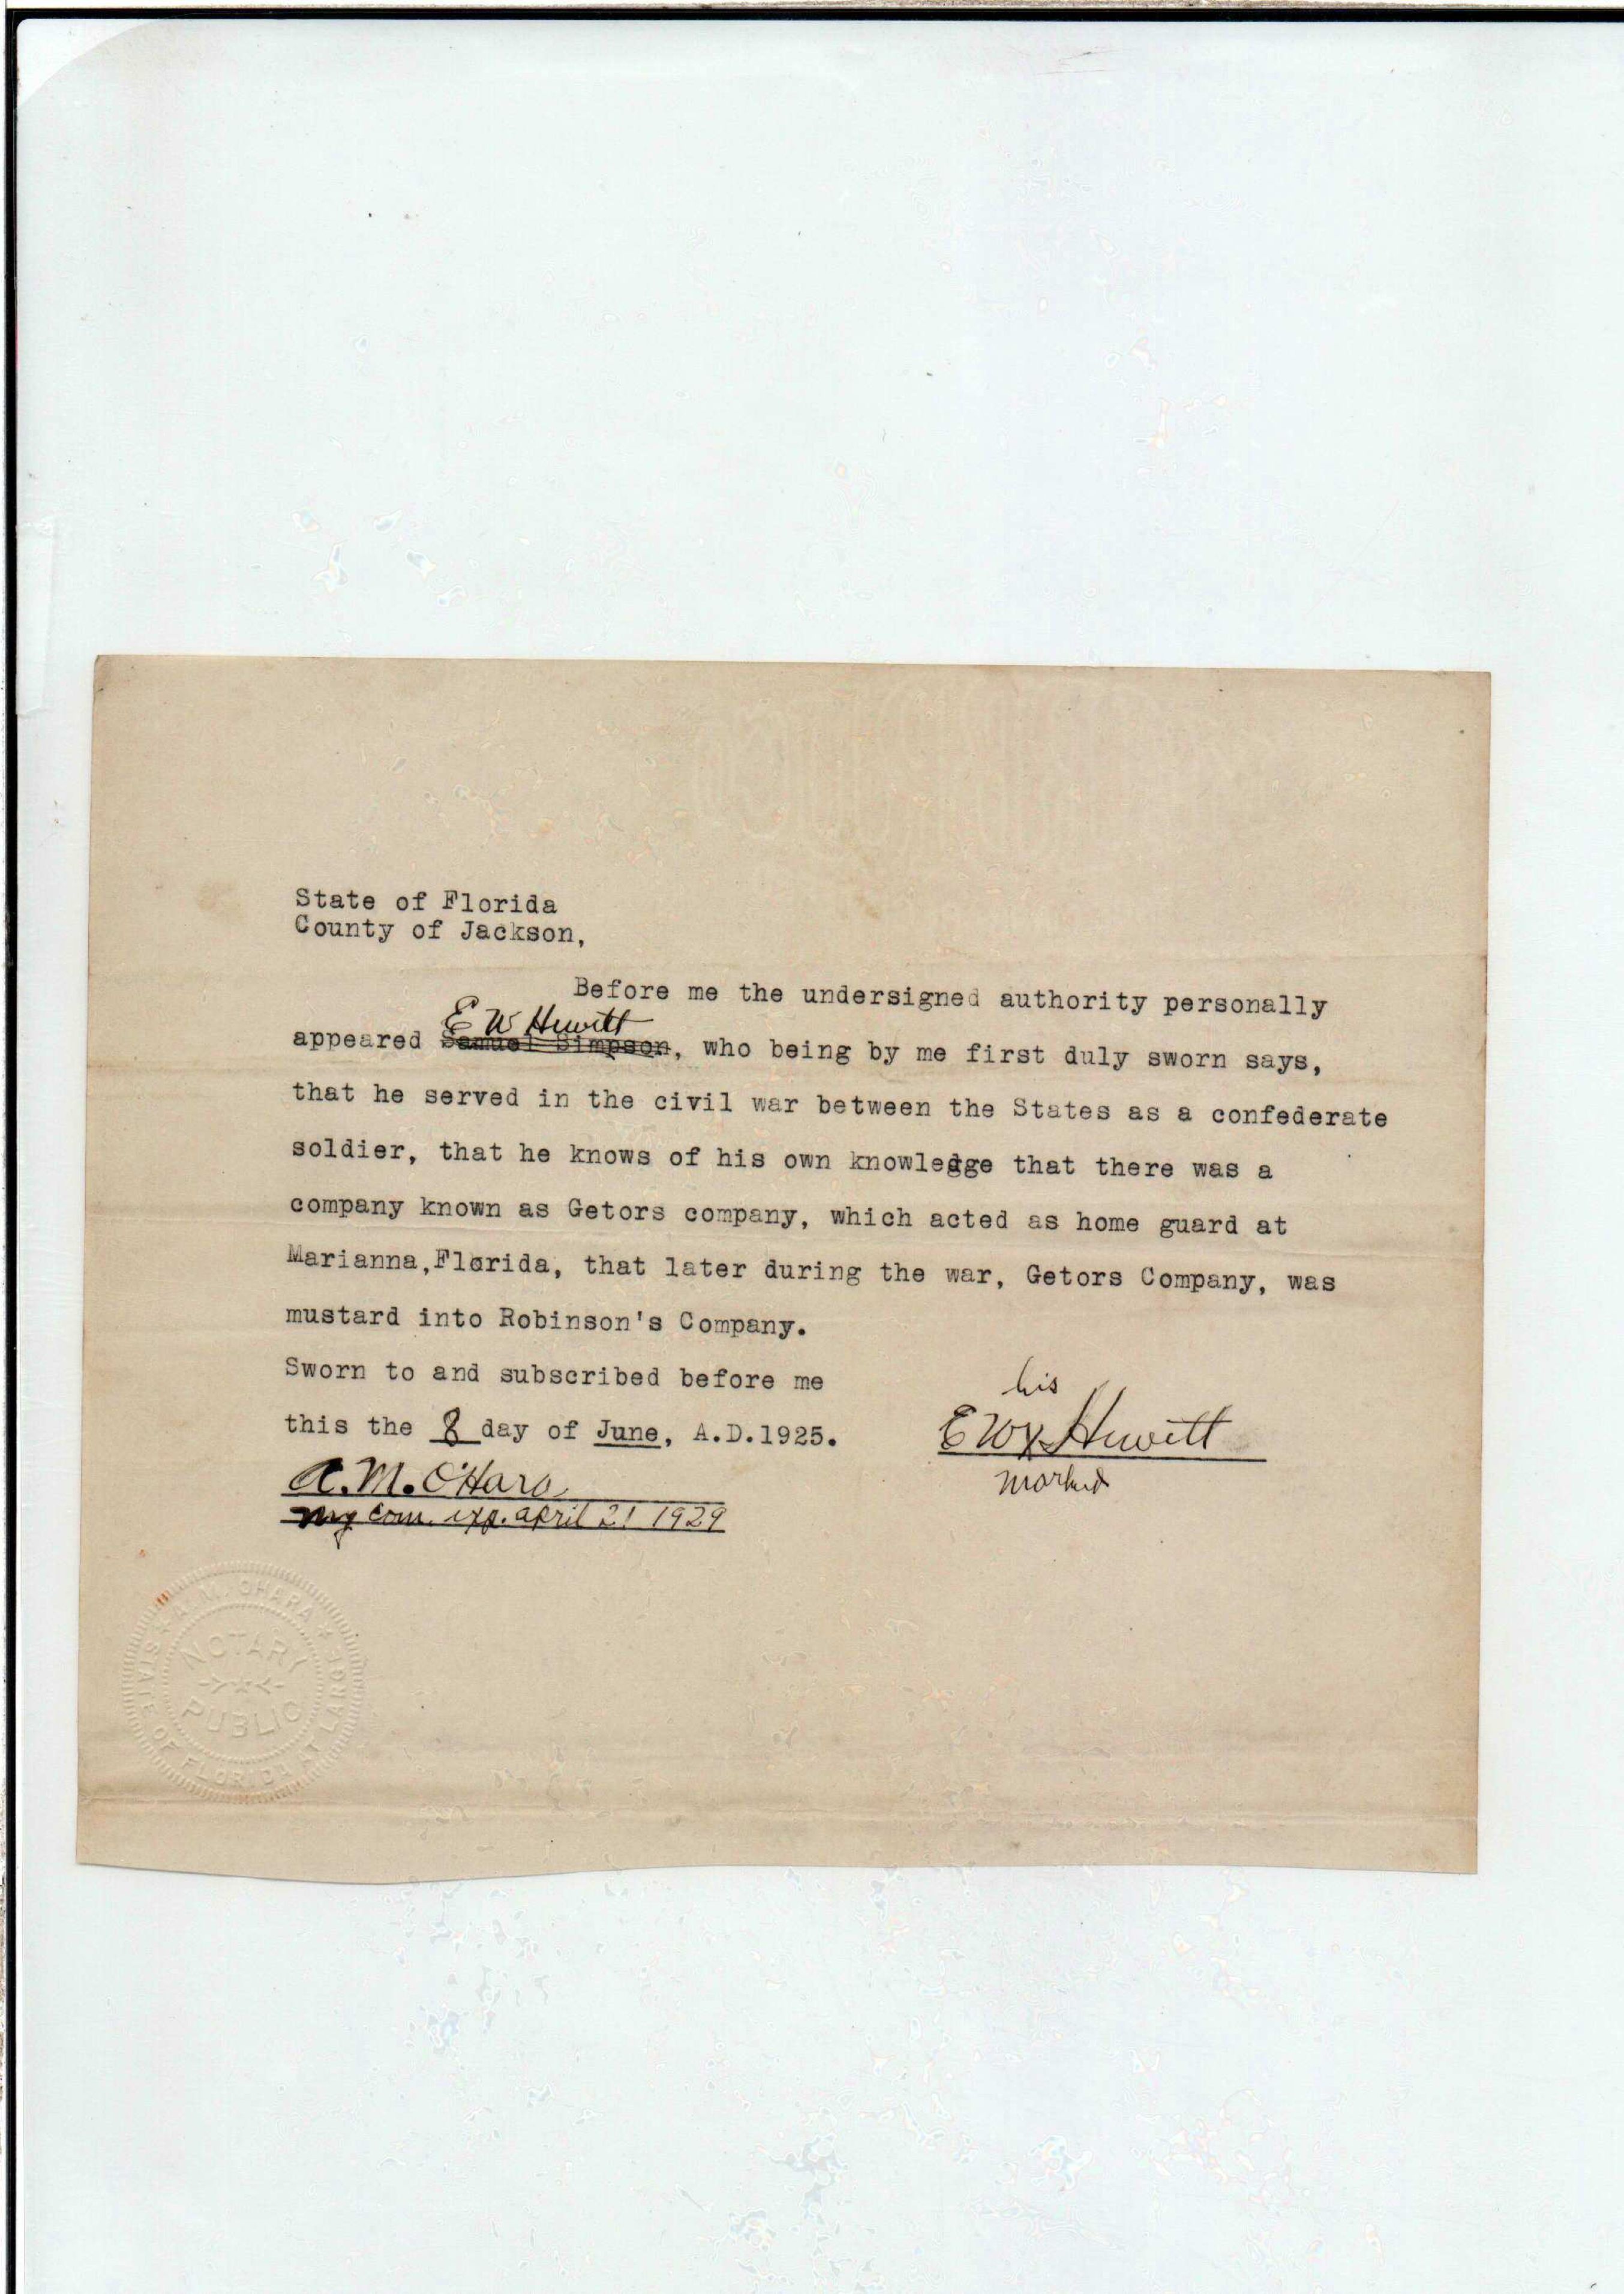 State of Florida
County of Jackson,
Before me the undersigned authority personally
E W Hewitt
appeared Samuel Simpson, who being by me first duly sworn says,
that he served in the civil war between the States as a confederate
soldier, that he knows of his own knowledge that there was a
company known as Getors company, which acted as home guard at
Marianna,Florida, that later during the war, Getors Company, was
mustard into Robinson's Company.
Sworn to and subscribed before me
this the 8 day of June, A.D.1925.
his
E W x Hewitt
A.M. O'Hara
my com. exp. april 21 1929
A. M. OHARA
NOTARY
PUBLIC
STATE OF FLORIDA AT LARGE